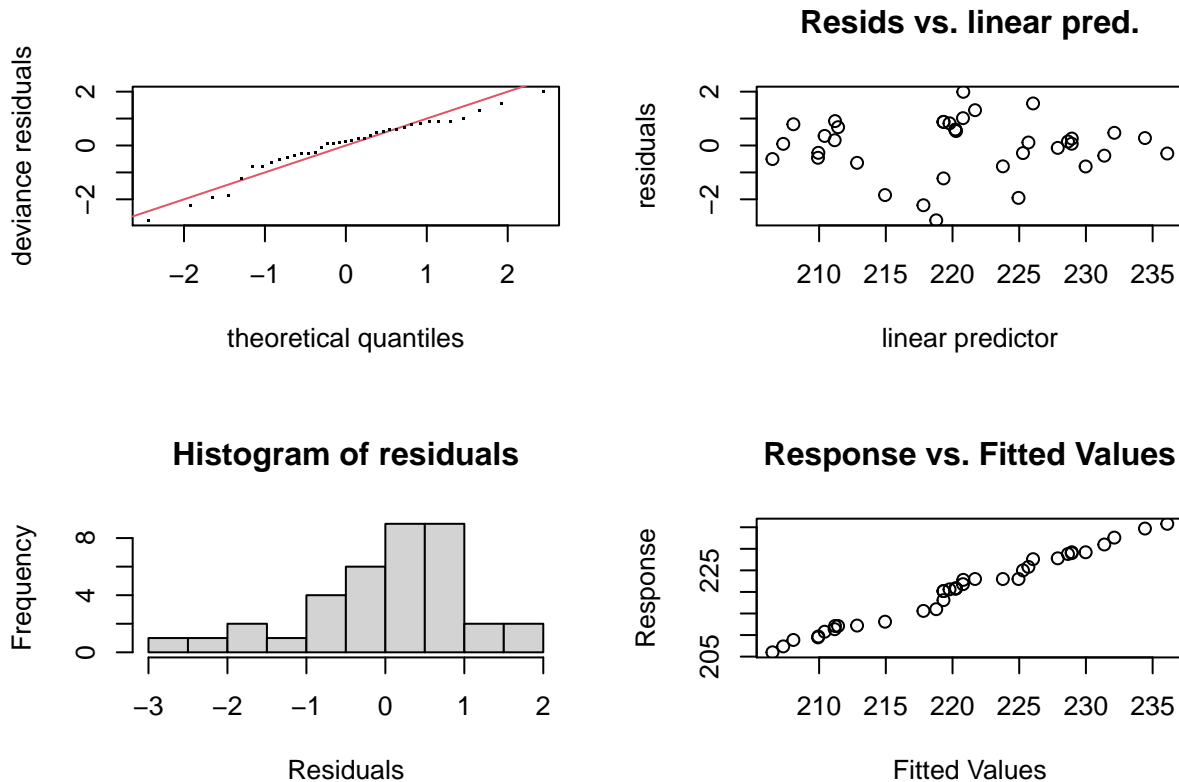 deviance residuals
2
0
−2
−2 −1 0 1 2
theoretical quantiles
Resids vs. linear pred.
residuals
2
0
−2
210 215 220 225 230 235
linear predictor
Histogram of residuals
Frequency
8
4
0
−3 −2 −1 0 1 2
Residuals
Response vs. Fitted Values
Response
225
205
210 215 220 225 230 235
Fitted Values